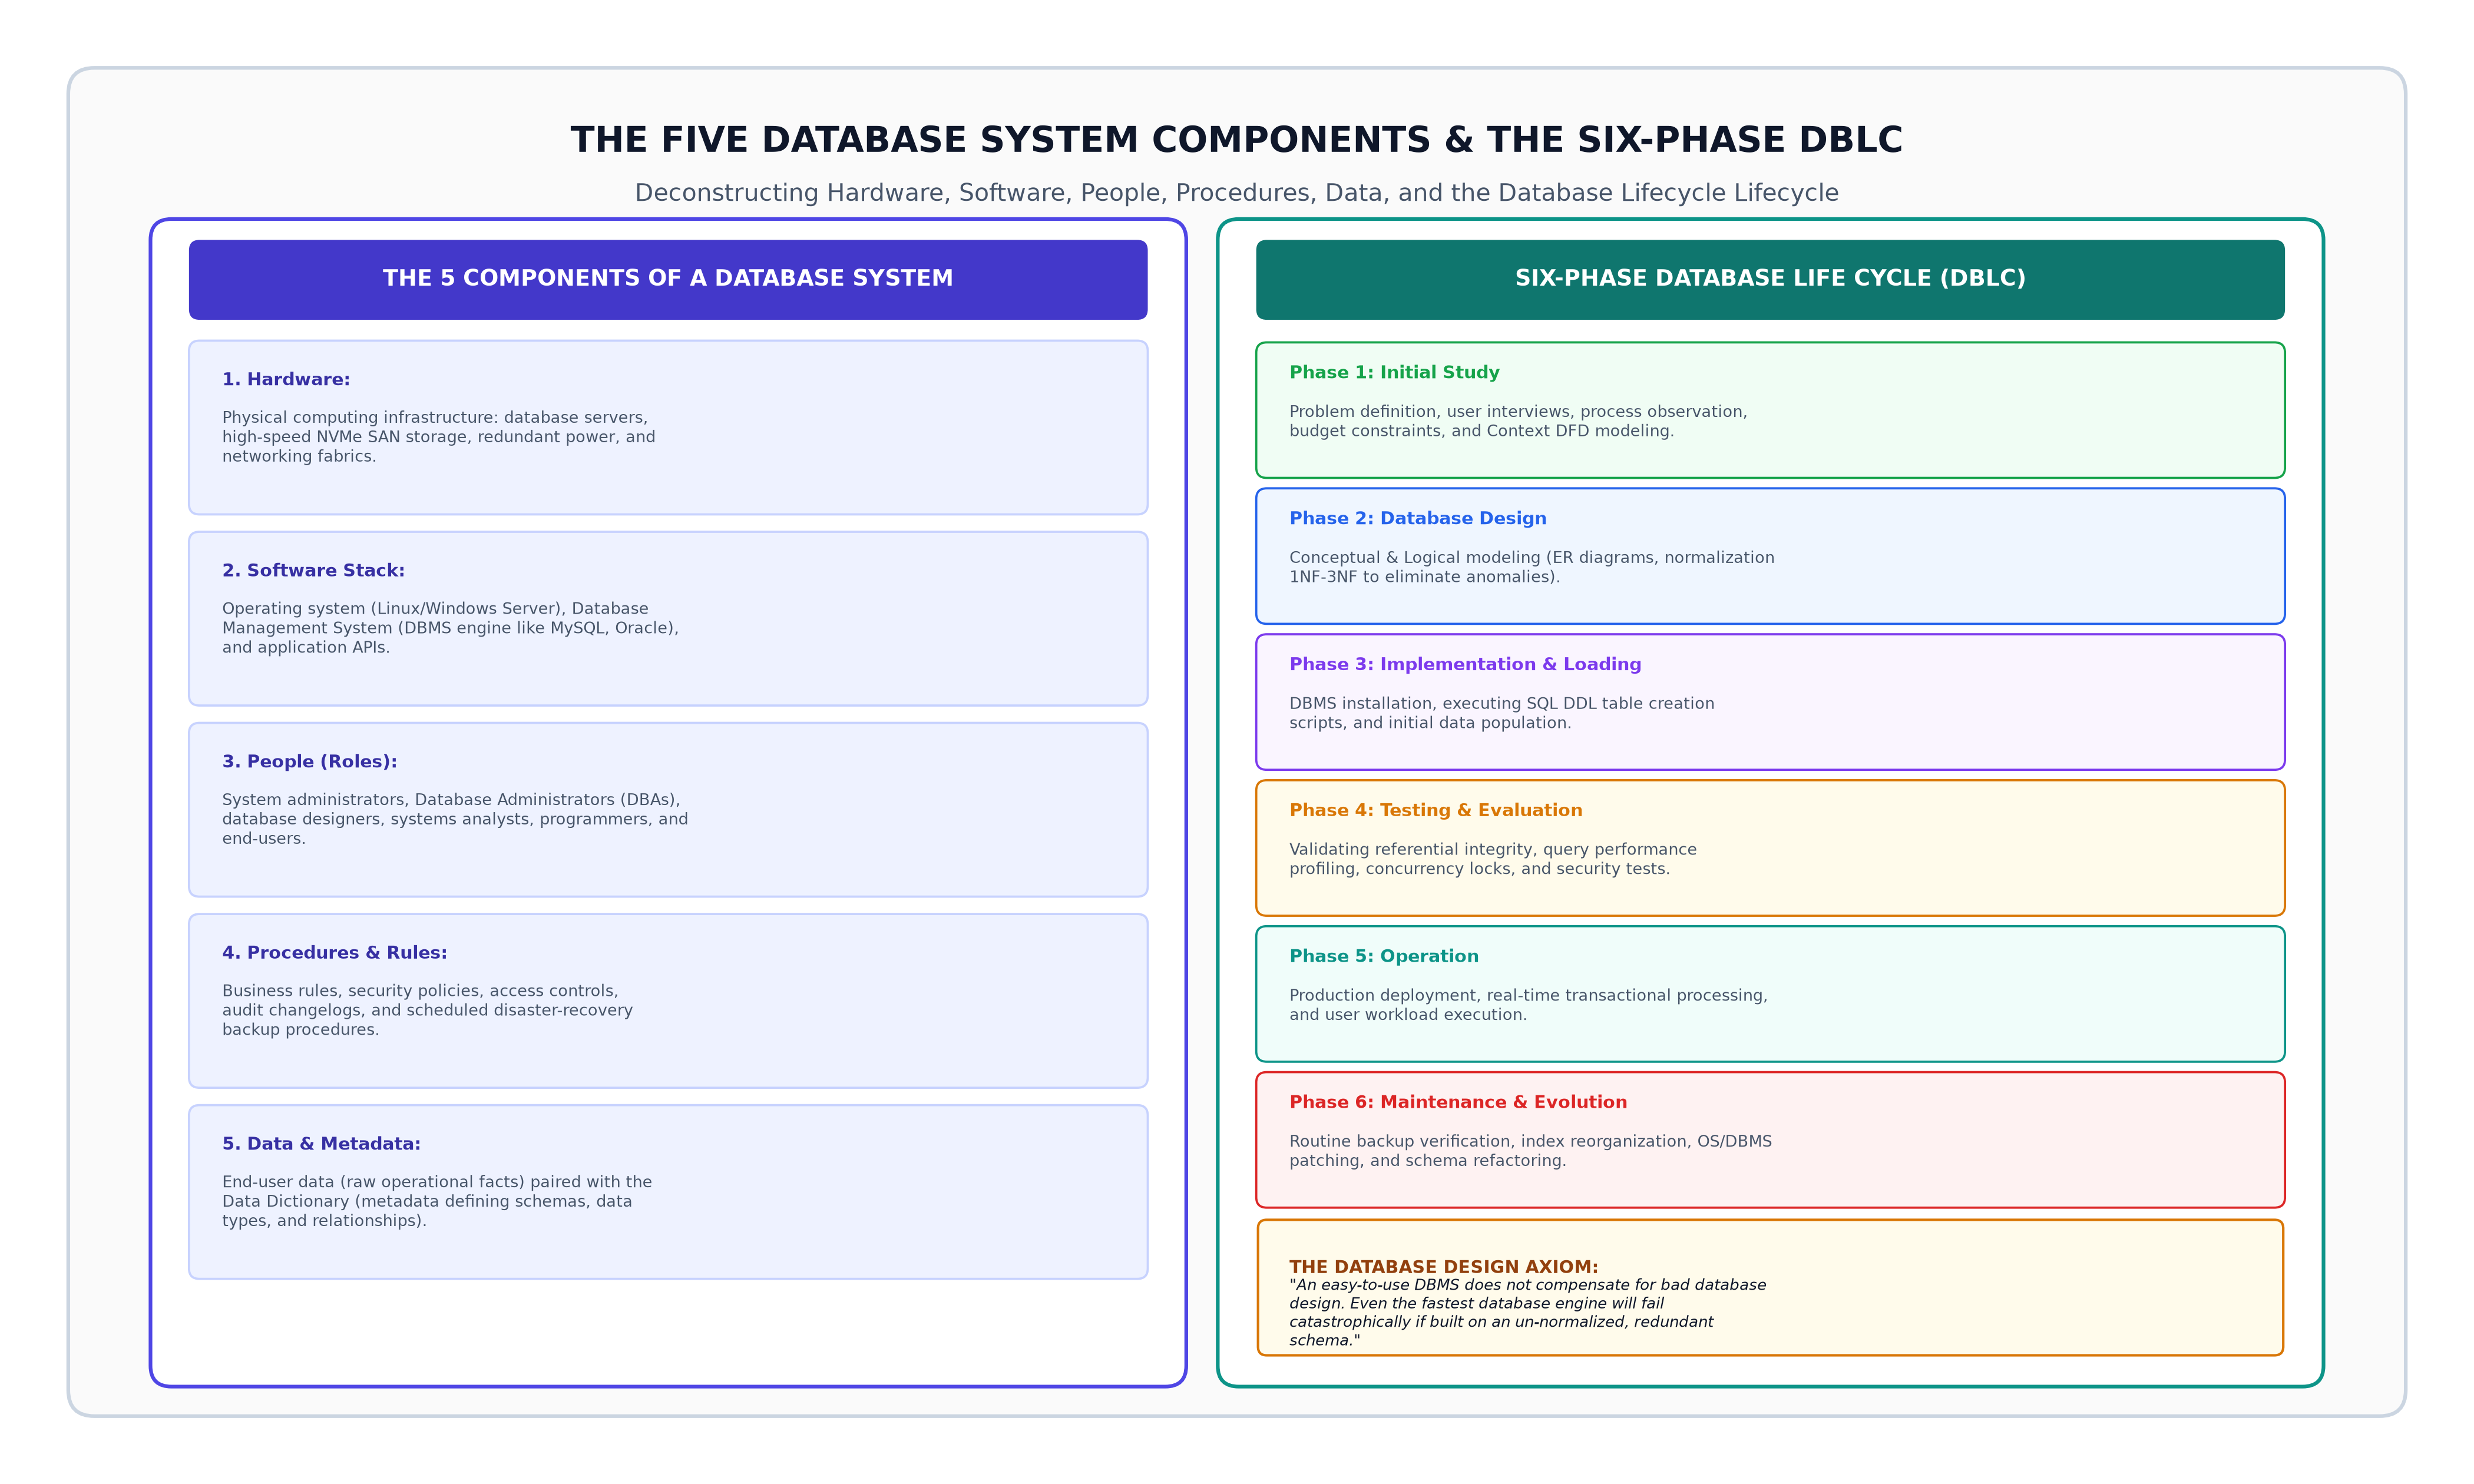 THE FIVE DATABASE SYSTEM COMPONENTS & THE SIX-PHASE DBLC
Deconstructing Hardware, Software, People, Procedures, Data, and the Database Lifecycle Lifecycle
THE 5 COMPONENTS OF A DATABASE SYSTEM
1. Hardware:
Physical computing infrastructure: database servers,
high-speed NVMe SAN storage, redundant power, and
networking fabrics.
2. Software Stack:
Operating system (Linux/Windows Server), Database
Management System (DBMS engine like MySQL, Oracle),
and application APIs.
3. People (Roles):
System administrators, Database Administrators (DBAs),
database designers, systems analysts, programmers, and
end-users.
4. Procedures & Rules:
Business rules, security policies, access controls,
audit changelogs, and scheduled disaster-recovery
backup procedures.
5. Data & Metadata:
End-user data (raw operational facts) paired with the
Data Dictionary (metadata defining schemas, data
types, and relationships).
SIX-PHASE DATABASE LIFE CYCLE (DBLC)
Phase 1: Initial Study
Problem definition, user interviews, process observation,
budget constraints, and Context DFD modeling.
Phase 2: Database Design
Conceptual & Logical modeling (ER diagrams, normalization
1NF-3NF to eliminate anomalies).
Phase 3: Implementation & Loading
DBMS installation, executing SQL DDL table creation
scripts, and initial data population.
Phase 4: Testing & Evaluation
Validating referential integrity, query performance
profiling, concurrency locks, and security tests.
Phase 5: Operation
Production deployment, real-time transactional processing,
and user workload execution.
Phase 6: Maintenance & Evolution
Routine backup verification, index reorganization, OS/DBMS
patching, and schema refactoring.
THE DATABASE DESIGN AXIOM:
"An easy-to-use DBMS does not compensate for bad database
design. Even the fastest database engine will fail
catastrophically if built on an un-normalized, redundant
schema."